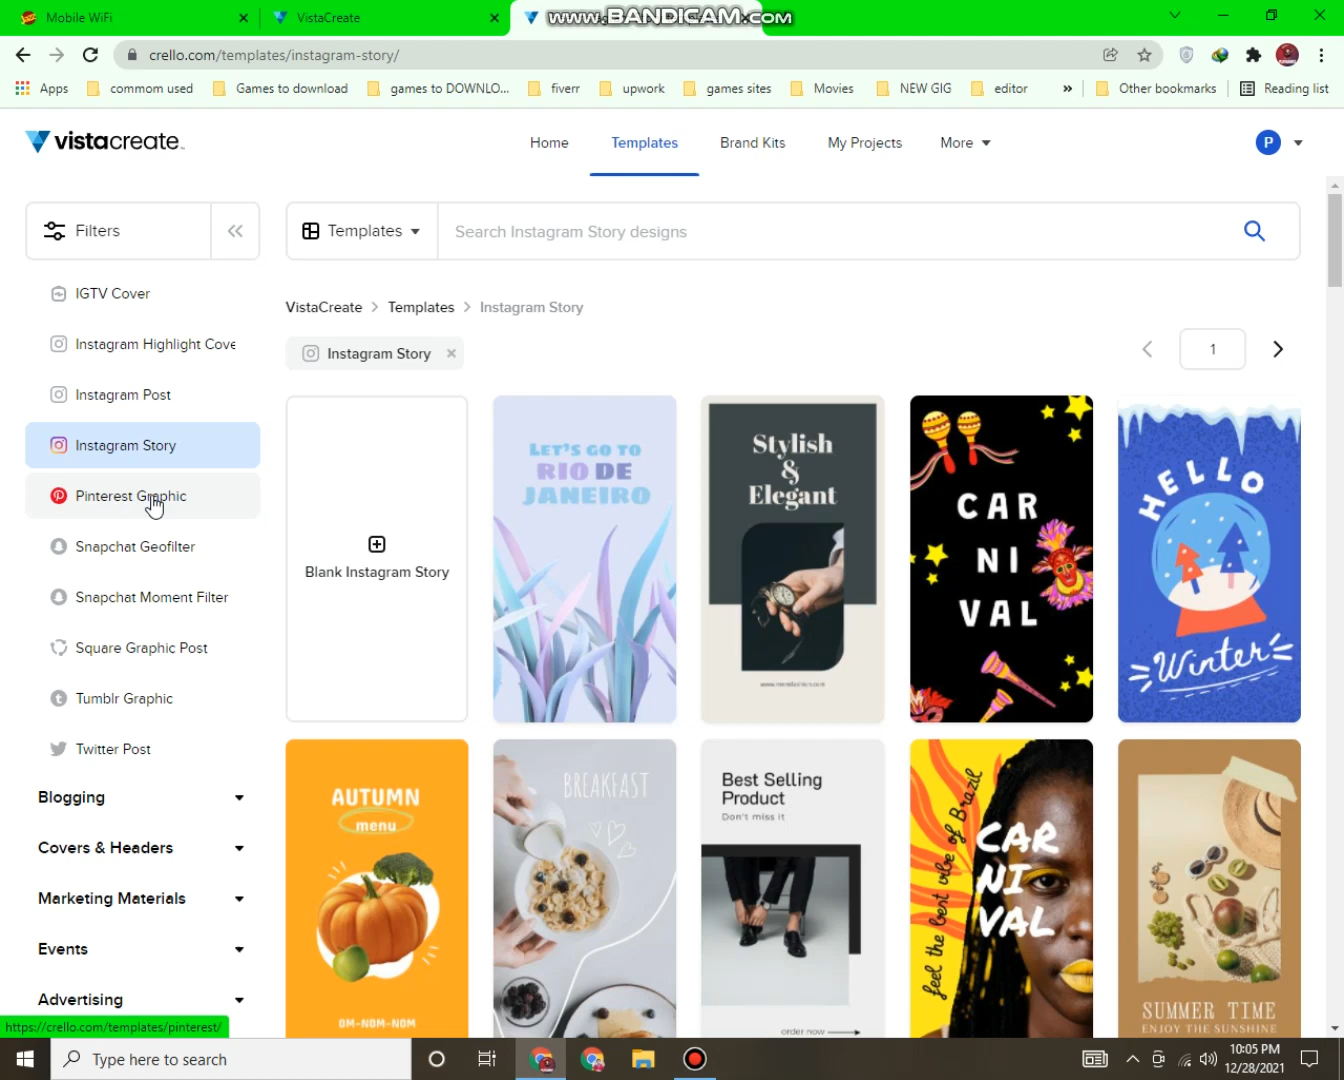 Mobile WiFi
VistaCreate
www.BANDICAM.com
crello.com/templates/instagram-story/
Apps
commom used
Games to download
games to DOWNLO...
fiverr
upwork
games sites
Movies
NEW GIG
editor
»
Other bookmarks
Reading list
vistacreate
Home
Templates
Brand Kits
My Projects
More
P
Filters
Templates
Search Instagram Story designs
IGTV Cover
Instagram Highlight Cove
Instagram Post
Instagram Story
Pinterest Graphic
Snapchat Geofilter
Snapchat Moment Filter
Square Graphic Post
Tumblr Graphic
Twitter Post
Blogging
Covers & Headers
Marketing Materials
Events
Advertising
https://crello.com/templates/pinterest/
VistaCreate > Templates > Instagram Story
Instagram Story
1
Blank Instagram Story
LET'S GO TO
RIO DE
JANEIRO
Stylish
&
Elegant
CAR
NI
VAL
HELLO
Winter
AUTUMN
menu
OM-NOM-NOM
BREAKFAST
Best Selling
Product
Don't miss it
order now
feel the best vibe of Brazil
CAR
NI
VAL
SUMMER TIME
ENJOY THE SUNSHINE
Type here to search
10:05 PM
12/28/2021